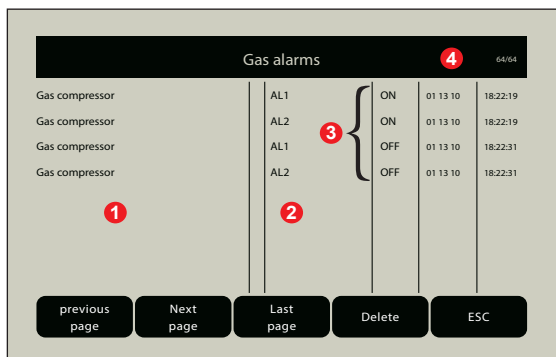 Gas alarms 4 64/64
Gas compressor AL1 ON 01 13 10 18:22:19
Gas compressor AL2 ON 01 13 10 18:22:19
3
Gas compressor AL1 OFF 01 13 10 18:22:31
Gas compressor AL2 OFF 01 13 10 18:22:31
1 2
previous page Next page Last page Delete ESC